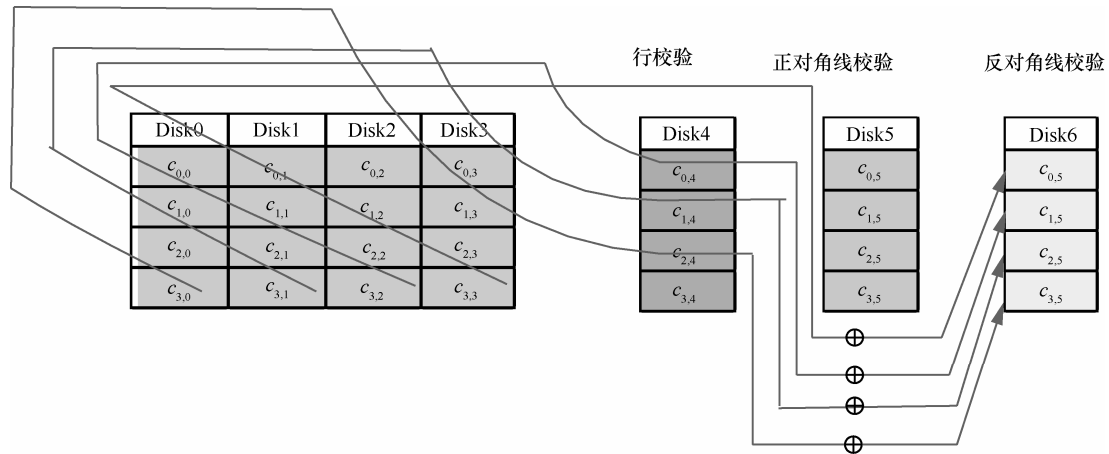 行校验 正对角线校验 反对角线校验
Disk0 Disk1 Disk2 Disk3 Disk4 Disk5 Disk6
c0,0 c0,1 c0,2 c0,3 c0,4 c0,5 c0,5
c1,0 c1,1 c1,2 c1,3 c1,4 c1,5 c1,5
c2,0 c2,1 c2,2 c2,3 c2,4 c2,5 c2,5
c3,0 c3,1 c3,2 c3,3 c3,4 c3,5 c3,5